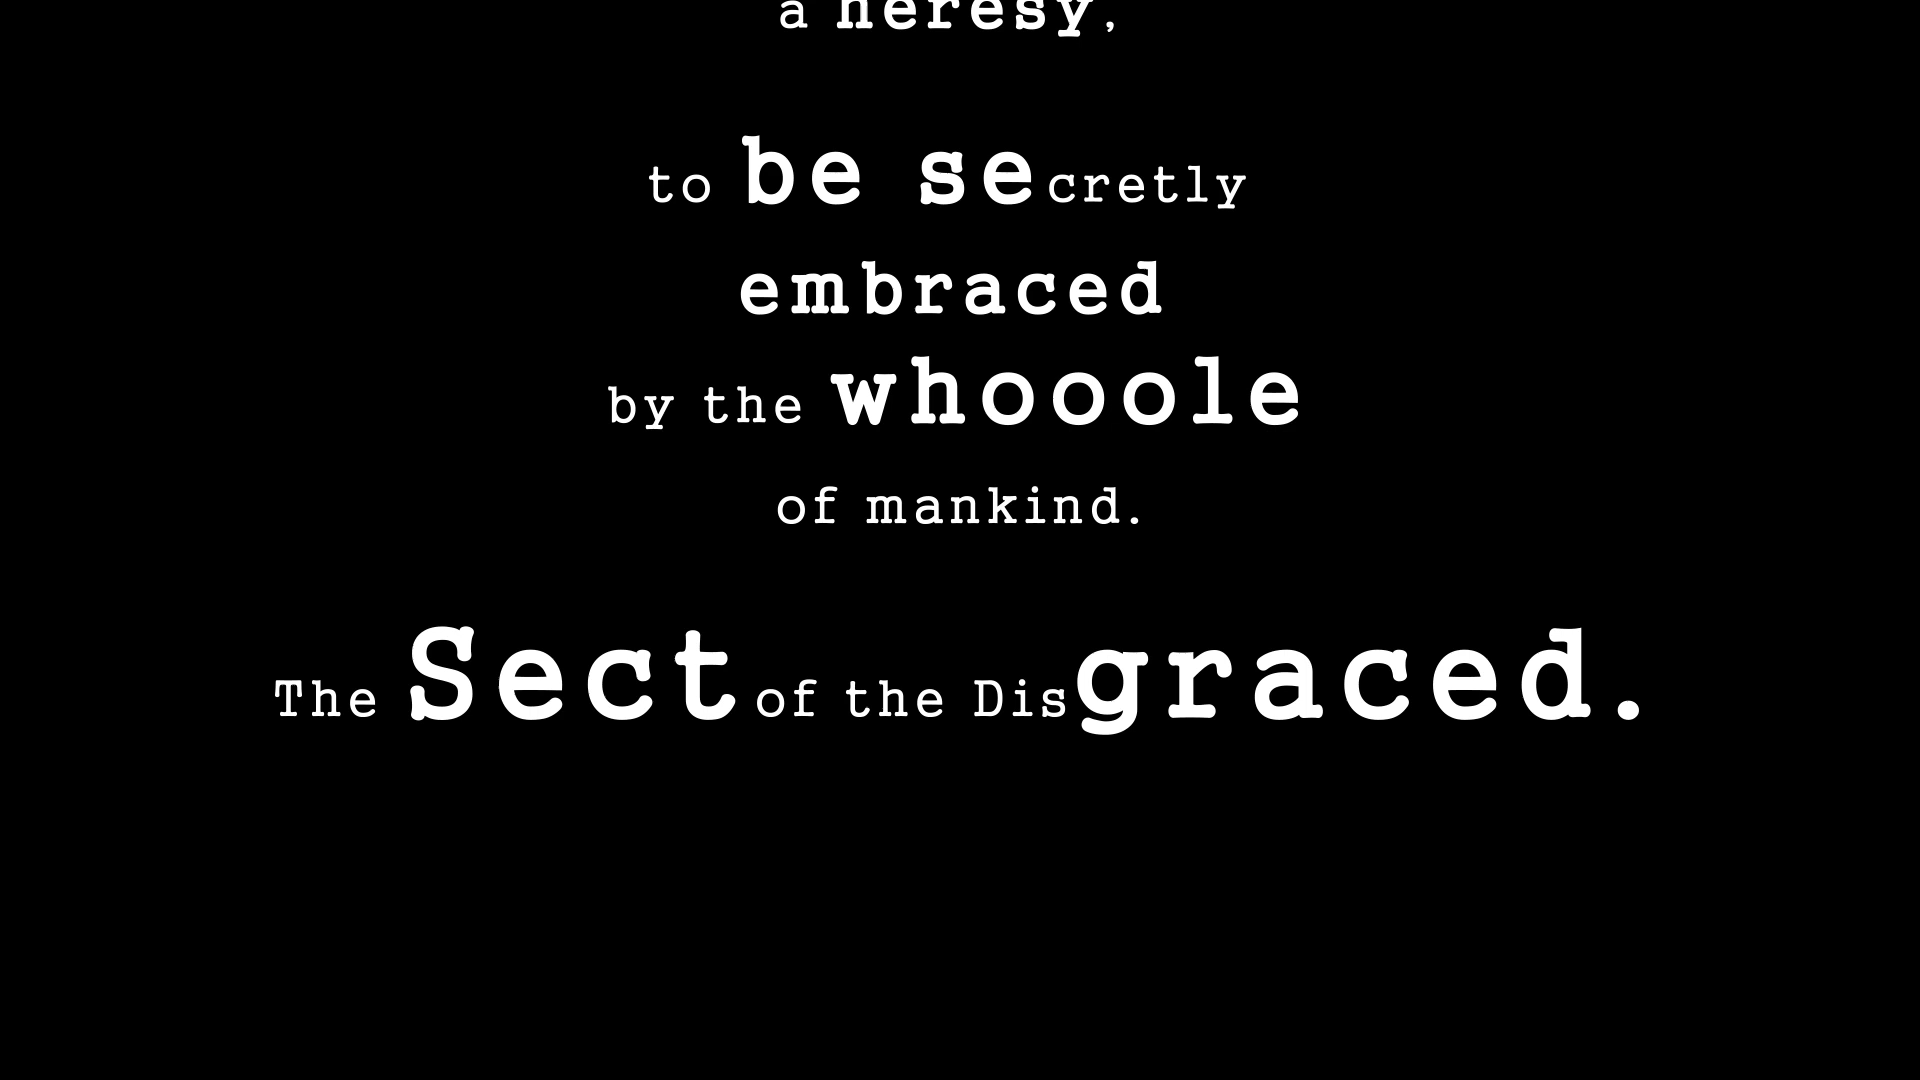 a heresy,
to be secretly
embraced
by the whooole
of mankind.
The Sect of the Disgraced.